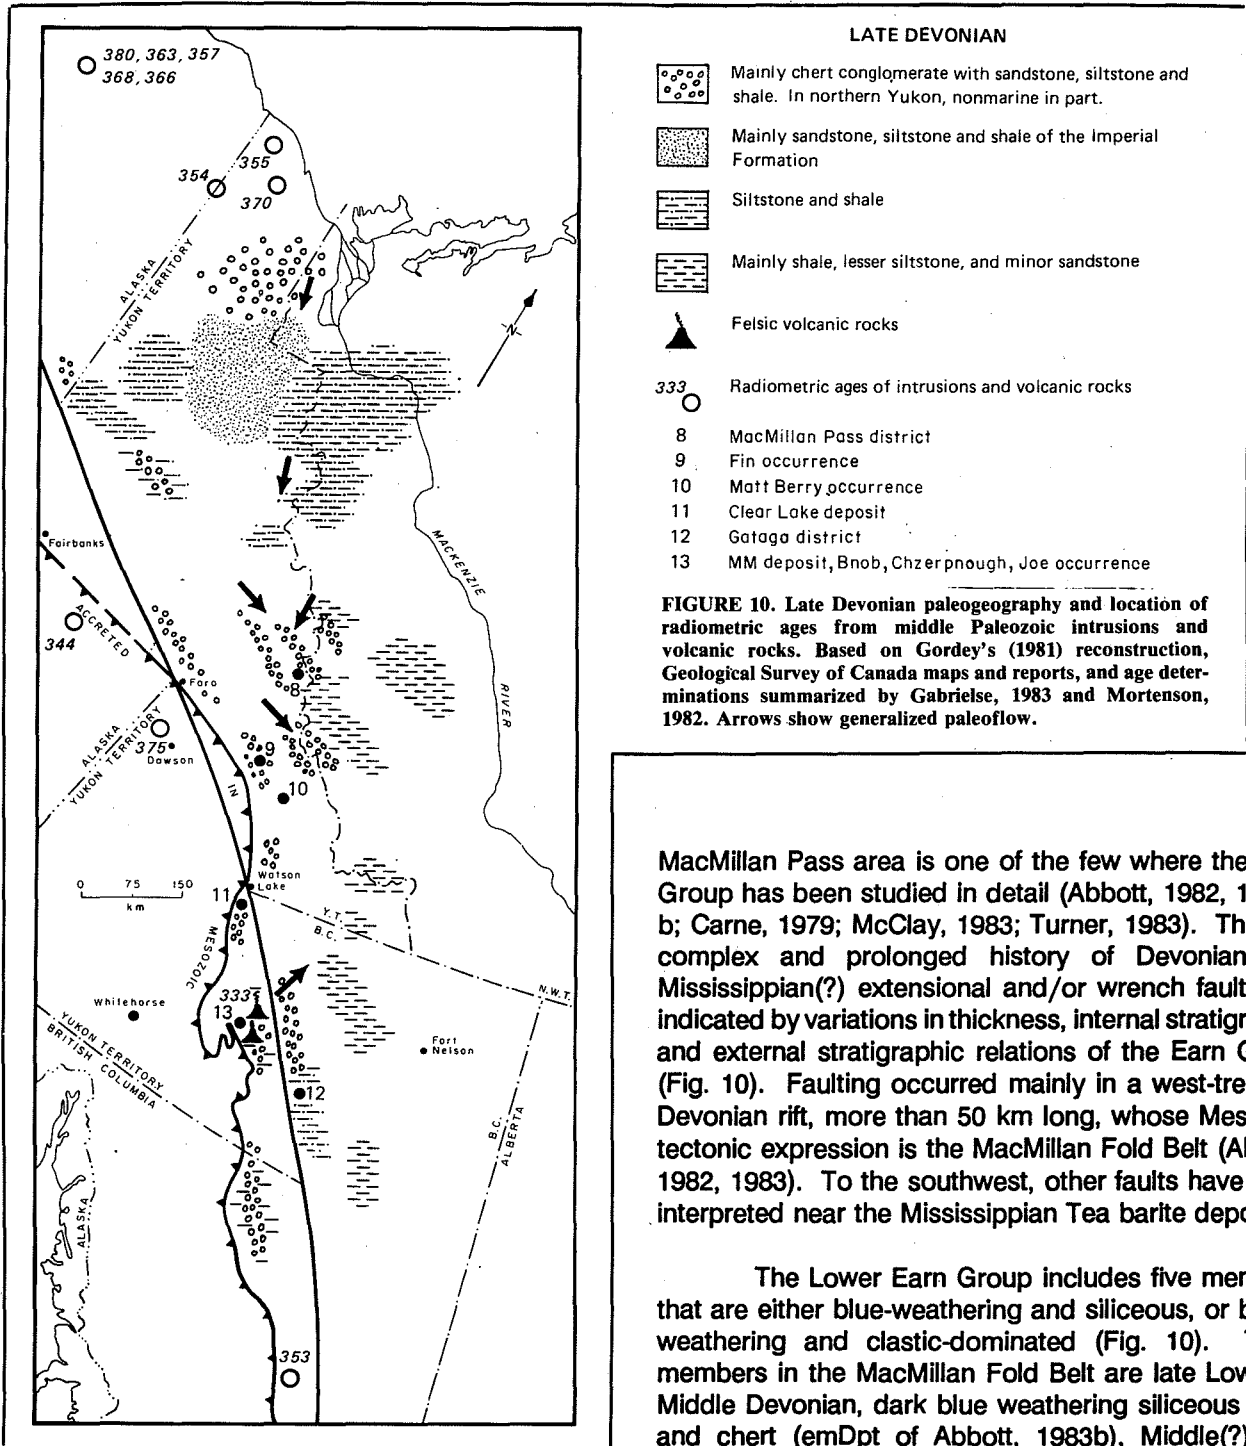 380, 363, 357
368, 366
355
354
370
ALASKA
YUKON TERRITORY
-N-
MACKENZIE
RIVER
Fairbanks
ACCRETED
344
Faro
8
ALASKA
YUKON TERRITORY
375
Dawson
9
IN
10
0 75 150
km
Watson
Lake
11
Y.T.
B.C.
MESOZOIC
N.W.T.
Whitehorse
333
13
YUKON TERRITORY
BRITISH COLUMBIA
Fort
Nelson
12
B.C.
ALBERTA
ALASKA
353
LATE DEVONIAN
Mainly chert conglomerate with sandstone, siltstone and
shale. In northern Yukon, nonmarine in part.
Mainly sandstone, siltstone and shale of the Imperial
Formation
Siltstone and shale
Mainly shale, lesser siltstone, and minor sandstone
Felsic volcanic rocks
333 Radiometric ages of intrusions and volcanic rocks
8 MacMillan Pass district
9 Fin occurrence
10 Matt Berry occurrence
11 Clear Lake deposit
12 Gataga district
13 MM deposit, Bnob, Chzerpnough, Joe occurrence
FIGURE 10. Late Devonian paleogeography and location of
radiometric ages from middle Paleozoic intrusions and
volcanic rocks. Based on Gordey's (1981) reconstruction,
Geological Survey of Canada maps and reports, and age deter-
minations summarized by Gabrielse, 1983 and Mortenson,
1982. Arrows show generalized paleoflow.
MacMillan Pass area is one of the few where the
Group has been studied in detail (Abbott, 1982, 1
b; Carne, 1979; McClay, 1983; Turner, 1983). Th
complex and prolonged history of Devonian
Mississippian(?) extensional and/or wrench fault
indicated by variations in thickness, internal stratigr
and external stratigraphic relations of the Earn
(Fig. 10). Faulting occurred mainly in a west-tre
Devonian rift, more than 50 km long, whose Mes
tectonic expression is the MacMillan Fold Belt (A
1982, 1983). To the southwest, other faults have
interpreted near the Mississippian Tea barite dep
The Lower Earn Group includes five mer
that are either blue-weathering and siliceous, or
weathering and clastic-dominated (Fig. 10).
members in the MacMillan Fold Belt are late Low
Middle Devonian, dark blue weathering siliceous
and chert (emDpt of Abbott, 1983b), Middle(?)